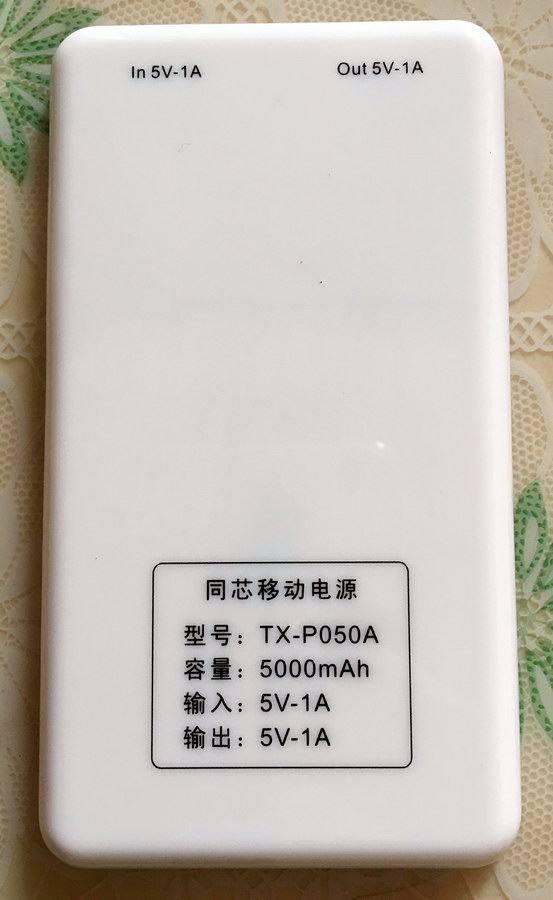 In 5V-1A
Out 5V-1A
同芯移动电源
型号：TX-P050A
容量：5000mAh
输入：5V-1A
输出：5V-1A